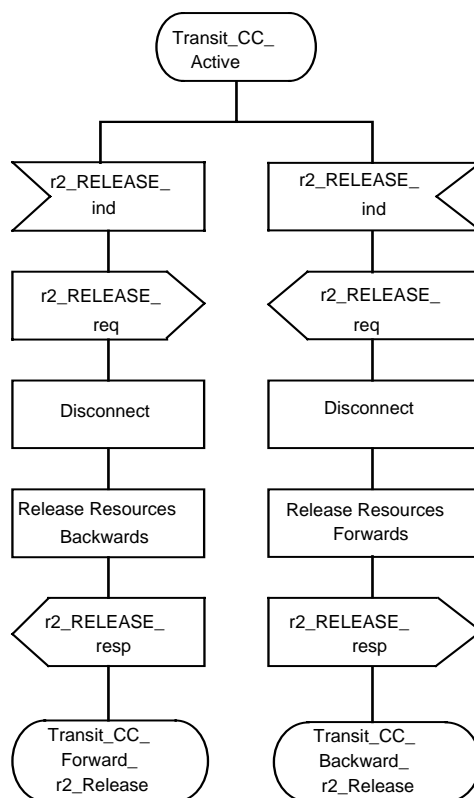 Transit_CC_
Active
r2_RELEASE_
ind
r2_RELEASE_
req
Disconnect
Release Resources
Backwards
r2_RELEASE_
resp
Transit_CC_
Forward_
r2_Release
r2_RELEASE_
ind
r2_RELEASE_
req
Disconnect
Release Resources
Forwards
r2_RELEASE_
resp
Transit_CC_
Backward_
r2_Release